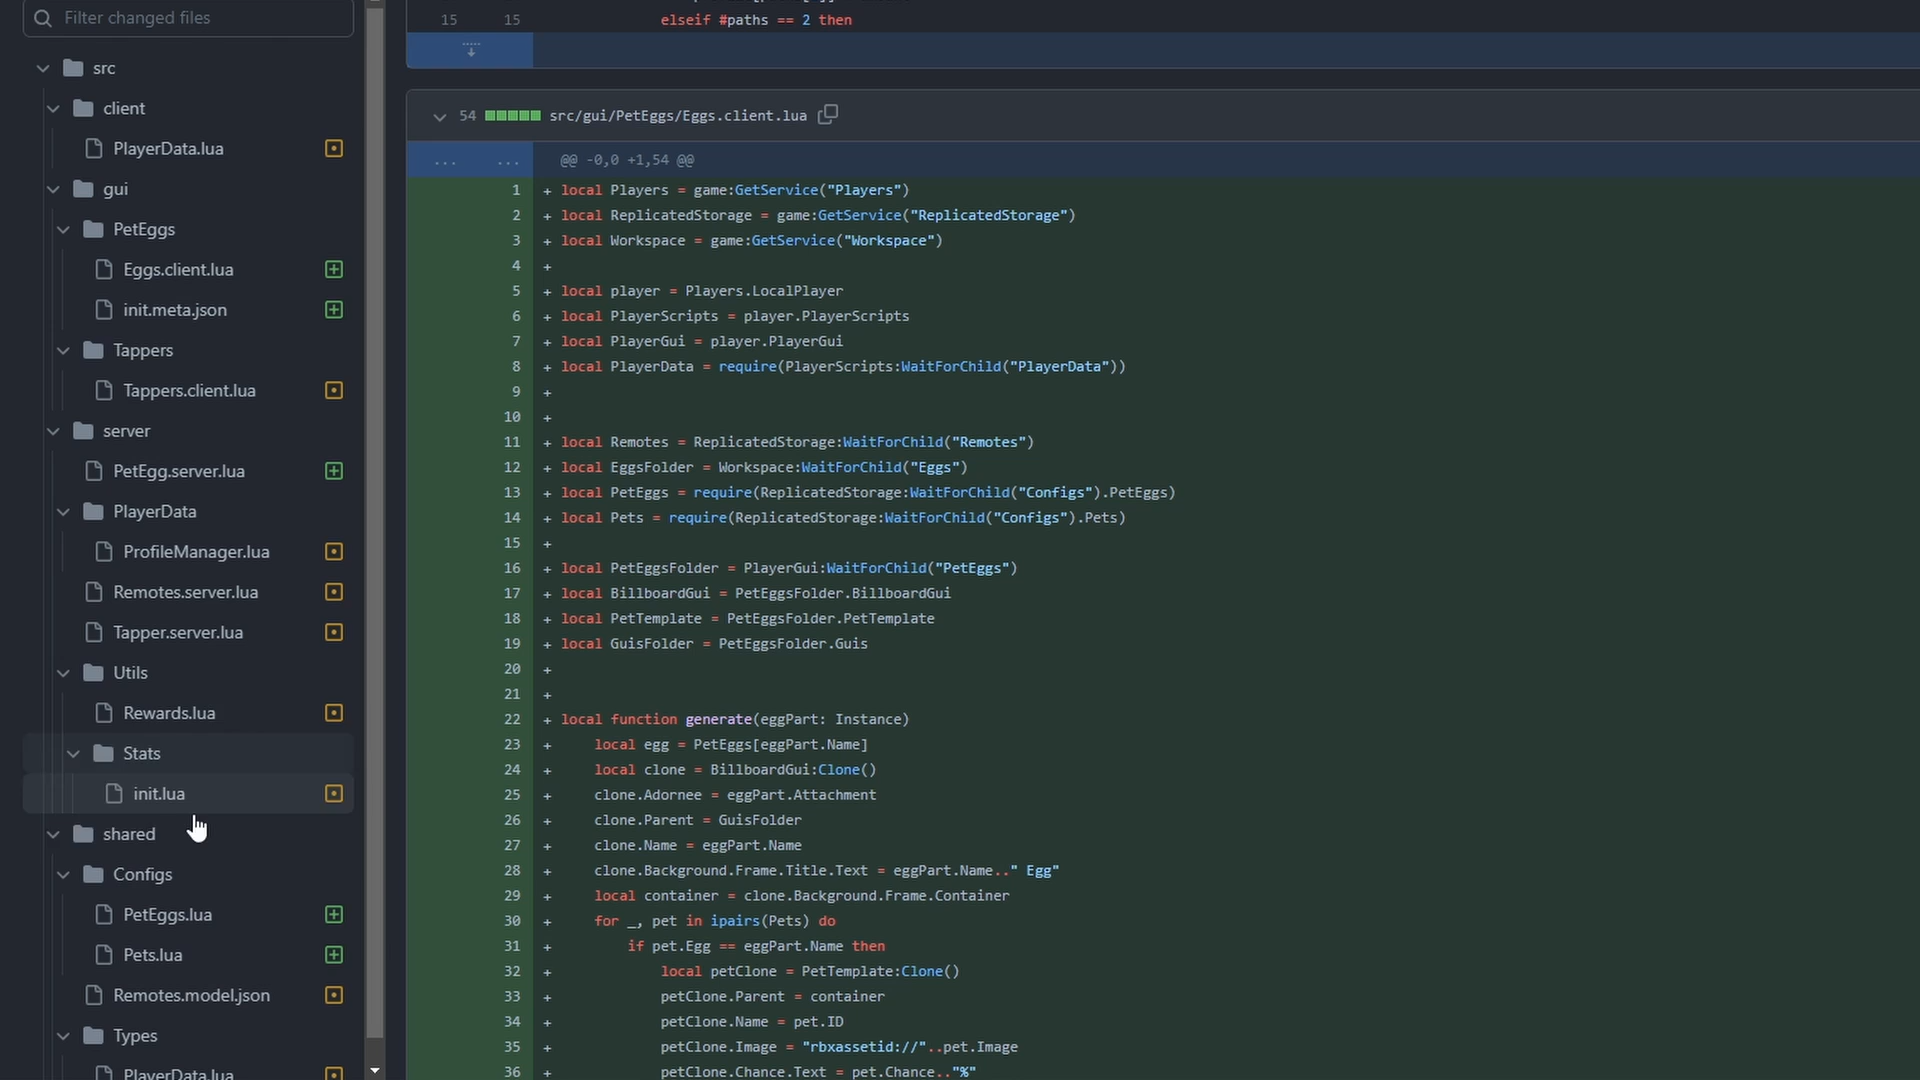 Filter changed files
src
client
PlayerData.lua
gui
PetEggs
Eggs.client.lua
init.meta.json
Tappers
Tappers.client.lua
server
PetEgg.server.lua
PlayerData
ProfileManager.lua
Remotes.server.lua
Tapper.server.lua
Utils
Rewards.lua
Stats
init.lua
shared
Configs
PetEggs.lua
Pets.lua
Remotes.model.json
Types
PlayerData.lua
15 15 elseif #paths == 2 then
54 src/gui/PetEggs/Eggs.client.lua
... ... @@ -0,0 +1,54 @@
1 + local Players = game:GetService("Players")
2 + local ReplicatedStorage = game:GetService("ReplicatedStorage")
3 + local Workspace = game:GetService("Workspace")
4 +
5 + local player = Players.LocalPlayer
6 + local PlayerScripts = player.PlayerScripts
7 + local PlayerGui = player.PlayerGui
8 + local PlayerData = require(PlayerScripts:WaitForChild("PlayerData"))
9 +
10 +
11 + local Remotes = ReplicatedStorage:WaitForChild("Remotes")
12 + local EggsFolder = Workspace:WaitForChild("Eggs")
13 + local PetEggs = require(ReplicatedStorage:WaitForChild("Configs").PetEggs)
14 + local Pets = require(ReplicatedStorage:WaitForChild("Configs").Pets)
15 +
16 + local PetEggsFolder = PlayerGui:WaitForChild("PetEggs")
17 + local BillboardGui = PetEggsFolder.BillboardGui
18 + local PetTemplate = PetEggsFolder.PetTemplate
19 + local GuisFolder = PetEggsFolder.Guis
20 +
21 +
22 + local function generate(eggPart: Instance)
23 + local egg = PetEggs[eggPart.Name]
24 + local clone = BillboardGui:Clone()
25 + clone.Adornee = eggPart.Attachment
26 + clone.Parent = GuisFolder
27 + clone.Name = eggPart.Name
28 + clone.Background.Frame.Title.Text = eggPart.Name.." Egg"
29 + local container = clone.Background.Frame.Container
30 + for _, pet in ipairs(Pets) do
31 + if pet.Egg == eggPart.Name then
32 + local petClone = PetTemplate:Clone()
33 + petClone.Parent = container
34 + petClone.Name = pet.ID
35 + petClone.Image = "rbxassetid://"..pet.Image
36 + petClone.Chance.Text = pet.Chance.."%"